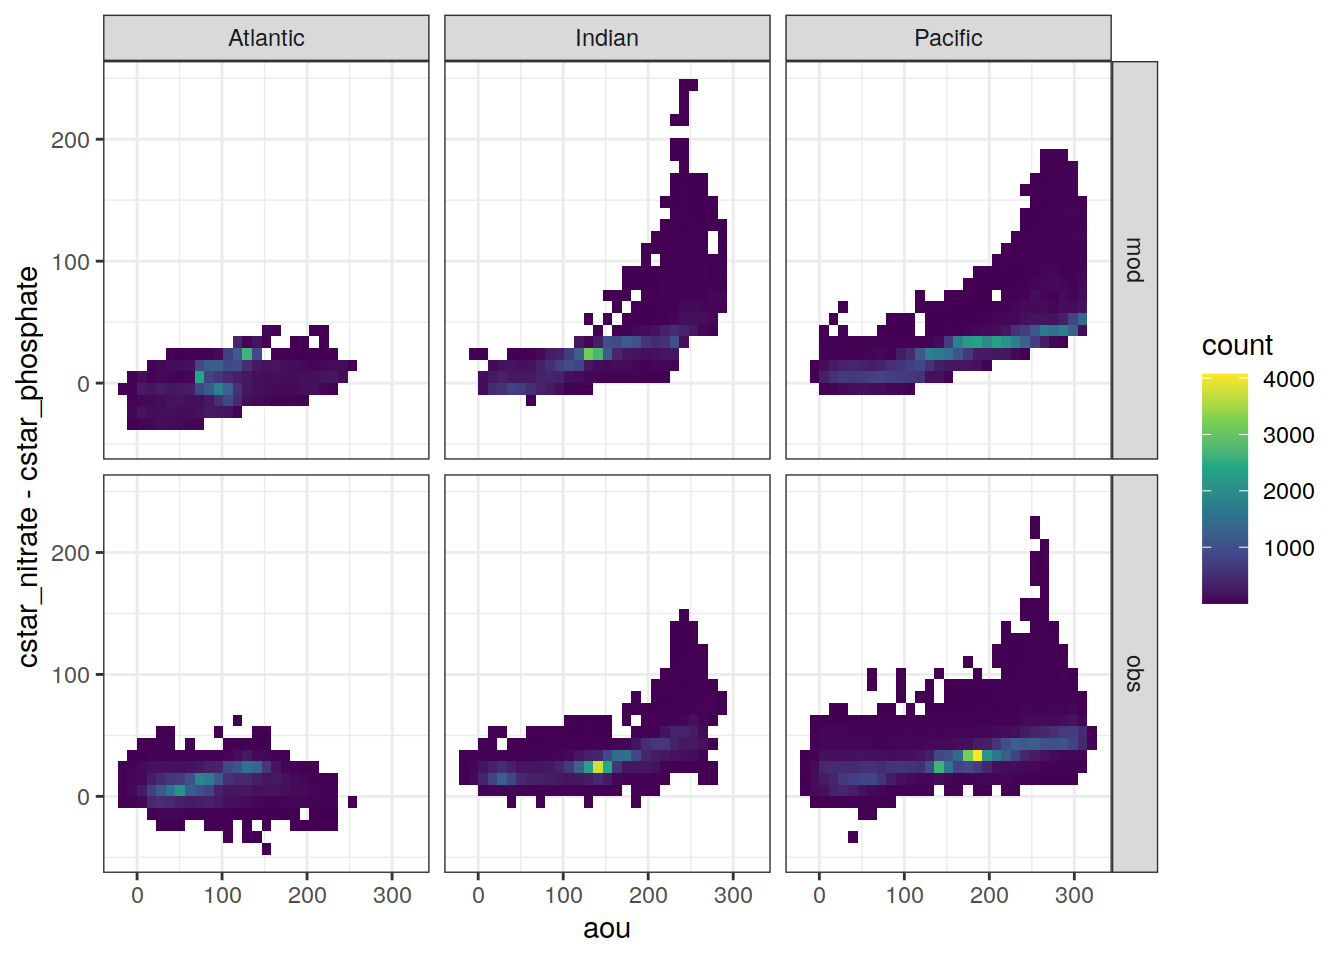 Atlantic Indian Pacific
200
100
0
mod
200
100
0
obs
cstar_nitrate - cstar_phosphate
0 100 200 300 0 100 200 300 0 100 200 300
aou
count
4000
3000
2000
1000